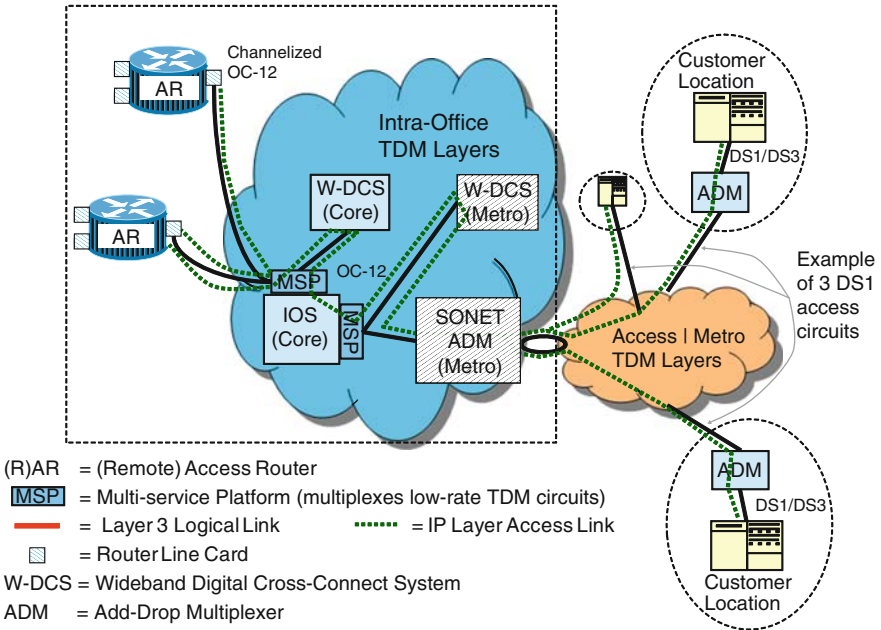 Channelized
OC-12
AR
AR
Intra-Office
TDM Layers
W-DCS
(Core)
W-DCS
(Metro)
OC-12
MSP
IOS
(Core)
MSP
SONET
ADM
(Metro)
Customer
Location
DS1/DS3
ADM
Example
of 3 DS1
access
circuits
Access | Metro
TDM Layers
ADM
DS1/DS3
Customer
Location
(R)AR = (Remote) Access Router
MSP = Multi-service Platform (multiplexes low-rate TDM circuits)
= Layer 3 Logical Link = IP Layer Access Link
= Router Line Card
W-DCS = Wideband Digital Cross-Connect System
ADM = Add-Drop Multiplexer